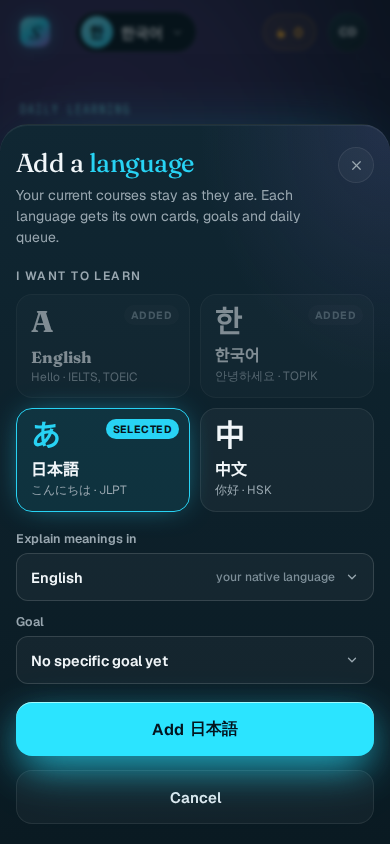 한국어
0
CD
DAILY LEARNING
Add a language
Your current courses stay as they are. Each
language gets its own cards, goals and daily
queue.
I WANT TO LEARN
A
ADDED
English
Hello · IELTS, TOEIC
한
ADDED
한국어
안녕하세요 · TOPIK
あ
SELECTED
日本語
こんにちは · JLPT
中
中文
你好 · HSK
Explain meanings in
English
your native language
Goal
No specific goal yet
Add 日本語
Cancel